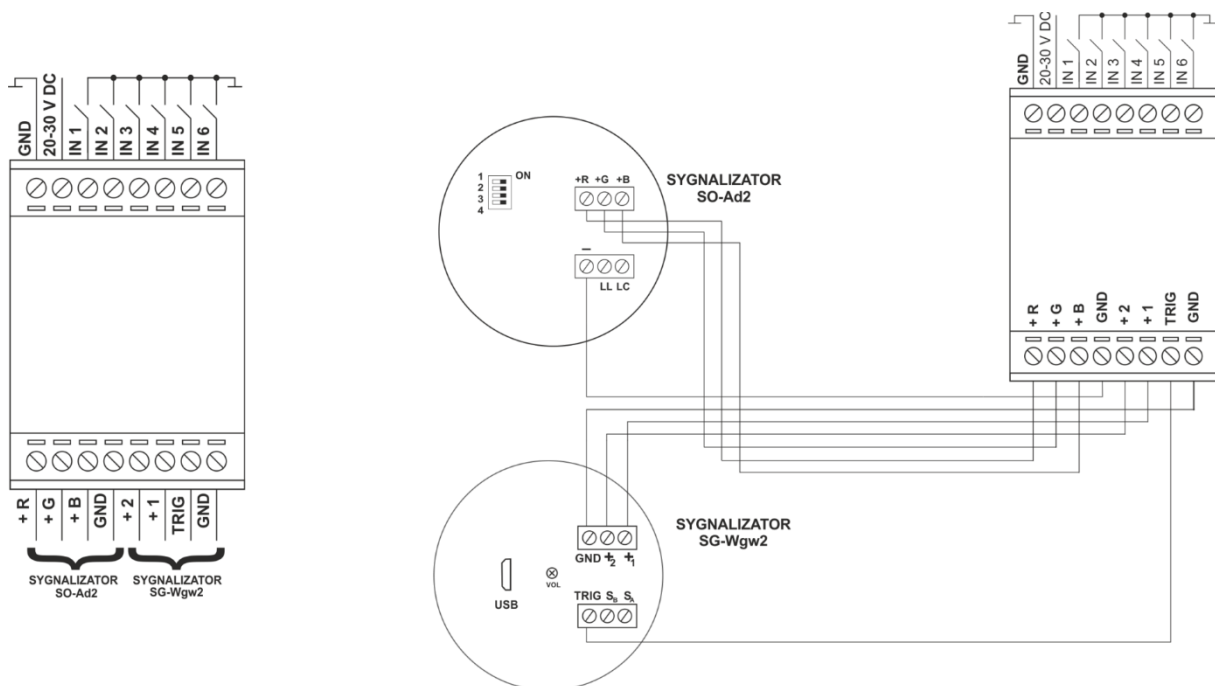 GND
20-30 V DC
IN 1
IN 2
IN 3
IN 4
IN 5
IN 6
+ R
+ G
+ B
GND
+ 2
+ 1
TRIG
GND
SYGNALIZATOR
SO-Ad2
SYGNALIZATOR
SG-Wgw2
1
2
3
4
ON
+R +G +B
–
LL LC
SYGNALIZATOR
SO-Ad2
GND +2 +1
VOL
USB
TRIG SB SA
SYGNALIZATOR
SG-Wgw2
GND
20-30 V DC
IN 1
IN 2
IN 3
IN 4
IN 5
IN 6
+ R
+ G
+ B
GND
+ 2
+ 1
TRIG
GND